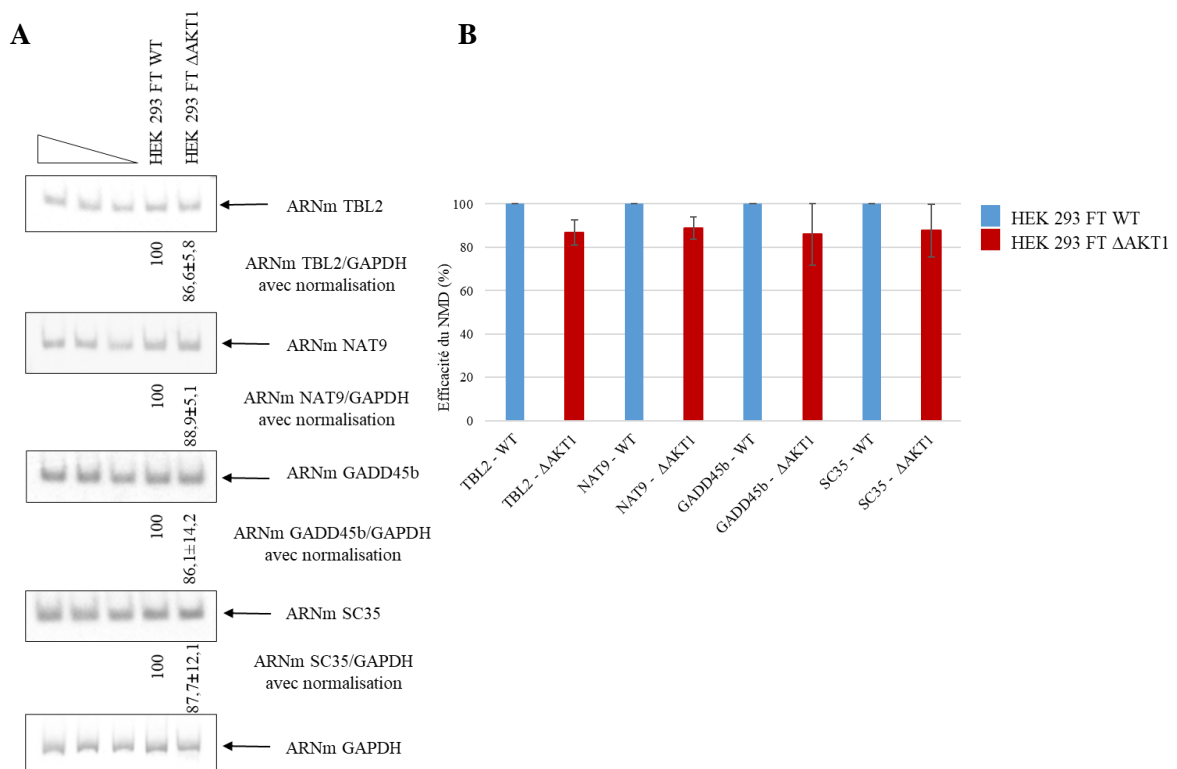 A
HEK 293 FT WT
HEK 293 FT ΔAKT1
ARNm TBL2
100
86,6±5,8
ARNm TBL2/GAPDH
avec normalisation
ARNm NAT9
100
88,9±5,1
ARNm NAT9/GAPDH
avec normalisation
ARNm GADD45b
100
86,1±14,2
ARNm GADD45b/GAPDH
avec normalisation
ARNm SC35
100
87,7±12,1
ARNm SC35/GAPDH
avec normalisation
ARNm GAPDH
B
Efficacité du NMD (%)
100
80
60
40
20
0
TBL2 - WT
TBL2 - ΔAKT1
NAT9 - WT
NAT9 - ΔAKT1
GADD45b - WT
GADD45b - ΔAKT1
SC35 - WT
SC35 - ΔAKT1
HEK 293 FT WT
HEK 293 FT ΔAKT1